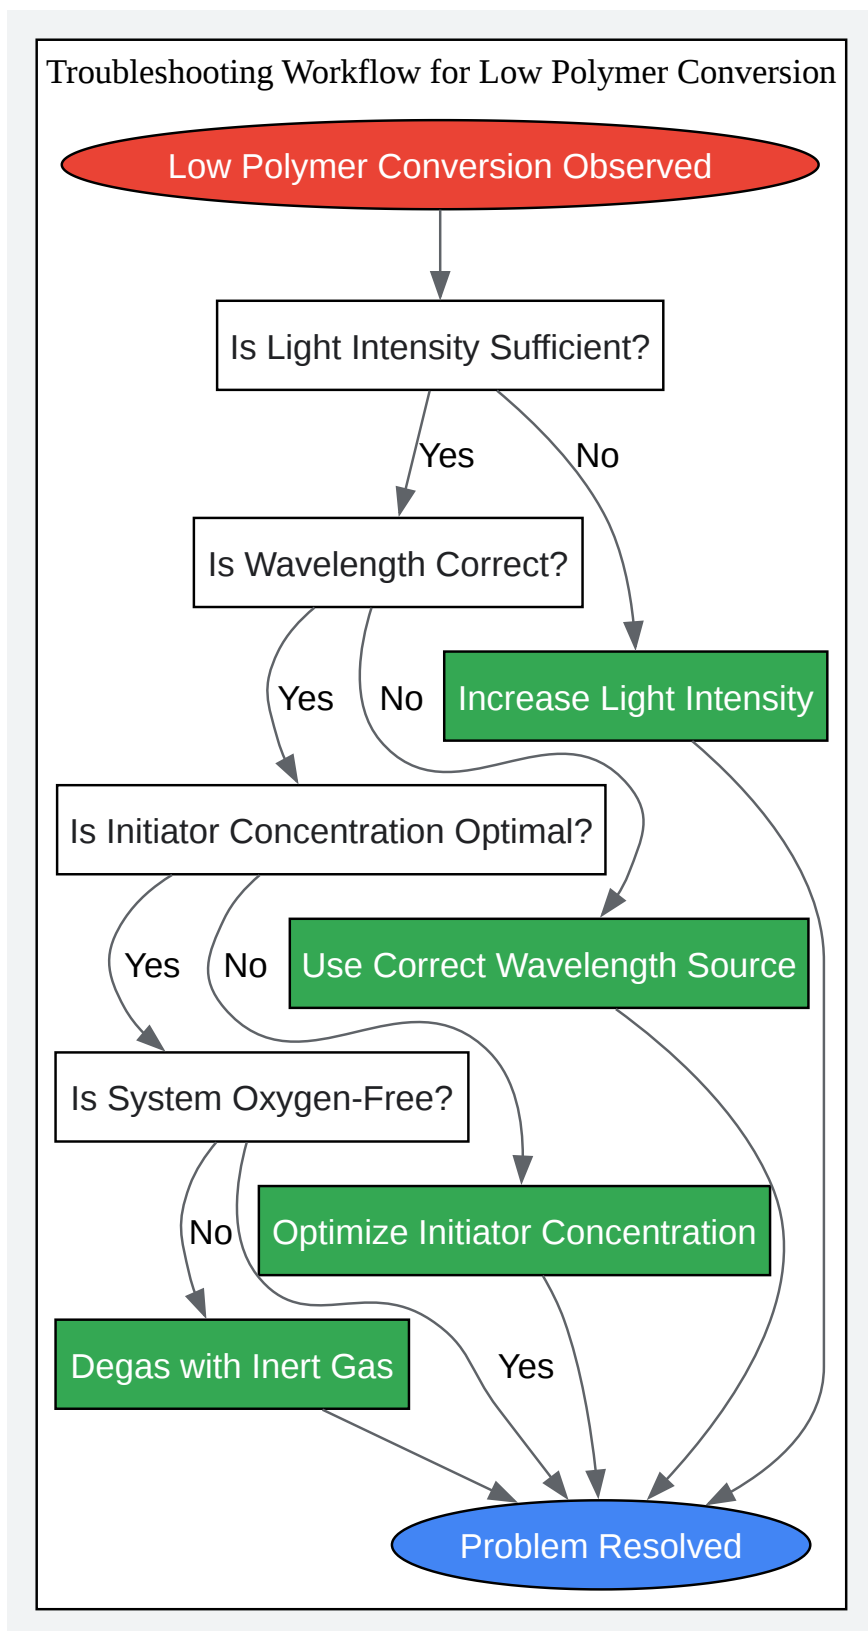 Troubleshooting Workflow for Low Polymer Conversion
Low Polymer Conversion Observed
Is Light Intensity Sufficient?
Yes
No
Is Wavelength Correct?
Yes
No
Increase Light Intensity
Is Initiator Concentration Optimal?
Yes
No
Use Correct Wavelength Source
Is System Oxygen-Free?
No
Optimize Initiator Concentration
Degas with Inert Gas
Yes
Problem Resolved